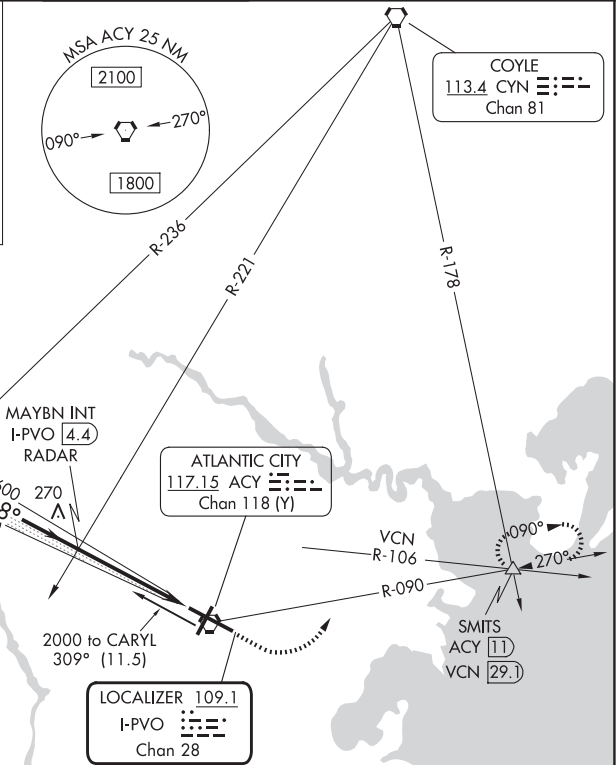 MSA ACY 25 NM
2100
090°
270°
1800
COYLE
113.4 CYN
Chan 81
R-236
R-221
R-178
MAYBN INT
I-PVO 4.4
RADAR
270
ATLANTIC CITY
117.15 ACY
Chan 118 (Y)
VCN
R-106
090°
270°
R-090
SMITS
ACY 11
VCN 29.1
2000 to CARYL
309° (11.5)
LOCALIZER 109.1
I-PVO
Chan 28